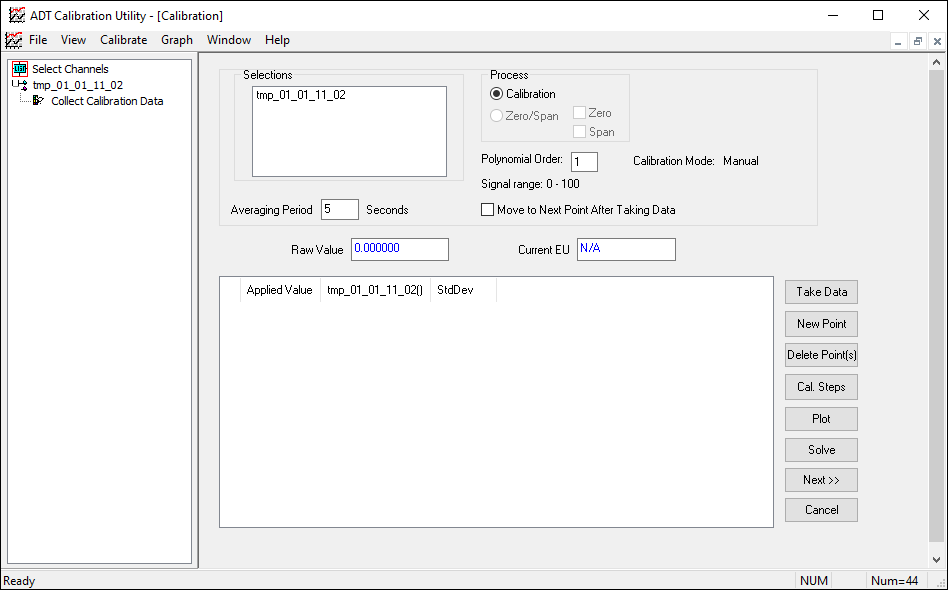 ADT Calibration Utility - [Calibration]
File View Calibrate Graph Window Help
Select Channels
tmp_01_01_11_02
Collect Calibration Data
Selections
tmp_01_01_11_02
Process
Calibration
Zero/Span
Zero
Span
Polynomial Order: 1
Calibration Mode: Manual
Signal range: 0 - 100
Averaging Period 5 Seconds
Move to Next Point After Taking Data
Raw Value 0.000000
Current EU N/A
Applied Value tmp_01_01_11_02() StdDev
Take Data
New Point
Delete Point(s)
Cal. Steps
Plot
Solve
Next >>
Cancel
Ready NUM Num=44